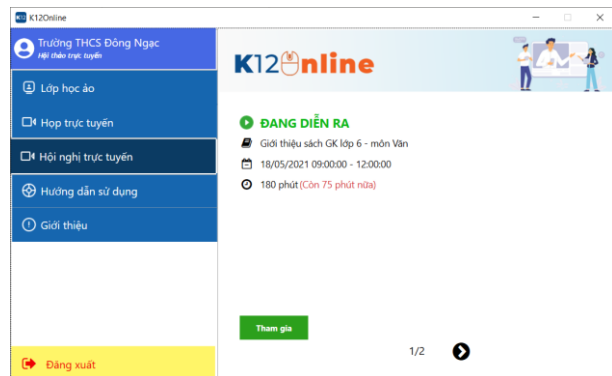 K12Online
Trường THCS Đông Ngạc
Hội thảo trực tuyến
Lớp học ảo
Họp trực tuyến
Hội nghị trực tuyến
Hướng dẫn sử dụng
Giới thiệu
Đăng xuất
K12Online
ĐANG DIỄN RA
Giới thiệu sách GK lớp 6 - môn Văn
18/05/2021 09:00:00 - 12:00:00
180 phút (Còn 75 phút nữa)
Tham gia
1/2